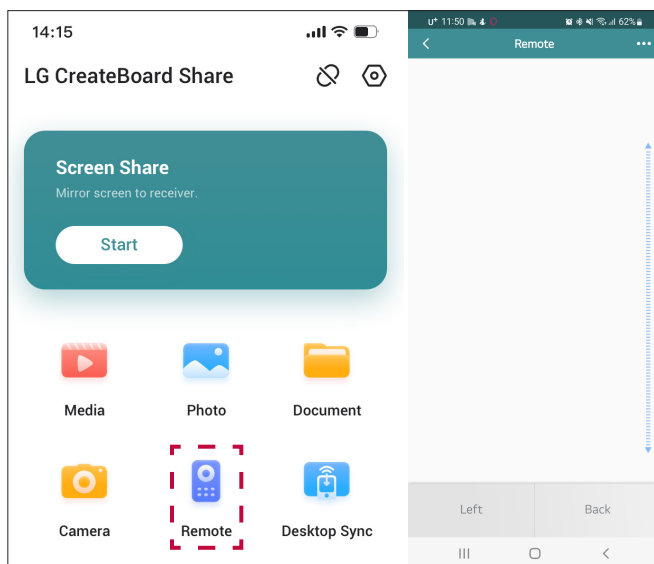 14:15
LG CreateBoard Share
Screen Share
Mirror screen to receiver.
Start
Media Photo Document
Camera Remote Desktop Sync
U+ 11:50 62%
Remote
Left Back